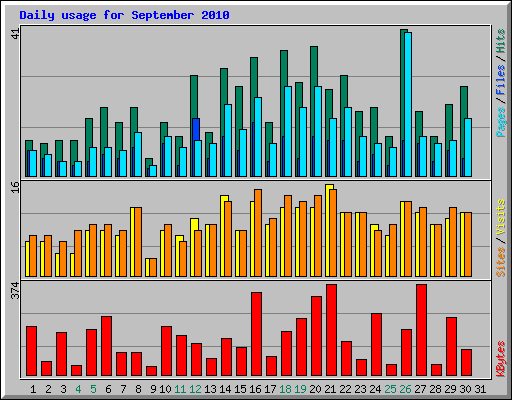 Daily usage for September 2010
41
Pages / Files / Hits
16
Sites / Visits
374
KBytes
1 2 3 4 5 6 7 8 9 10 11 12 13 14 15 16 17 18 19 20 21 22 23 24 25 26 27 28 29 30 31